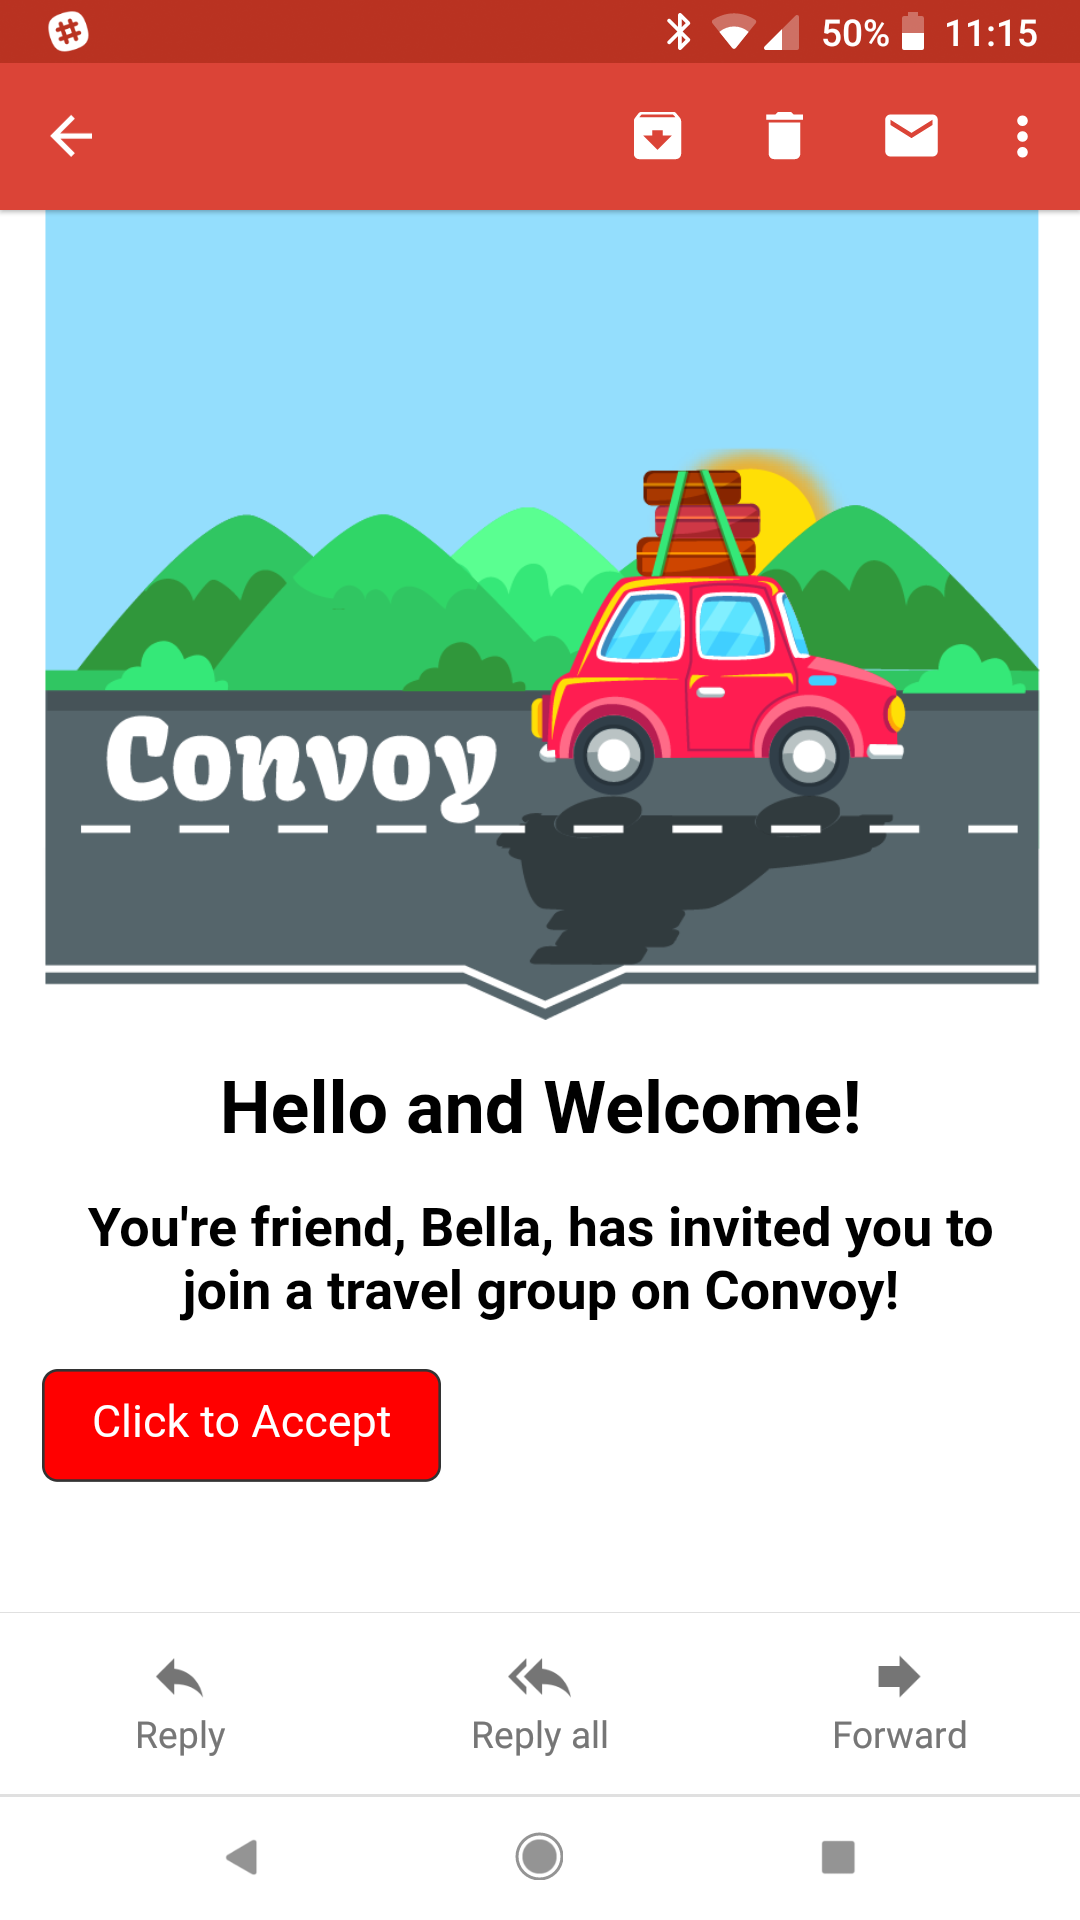 50% 11:15
Convoy
Hello and Welcome!
You're friend, Bella, has invited you to
join a travel group on Convoy!
Click to Accept
Reply Reply all Forward